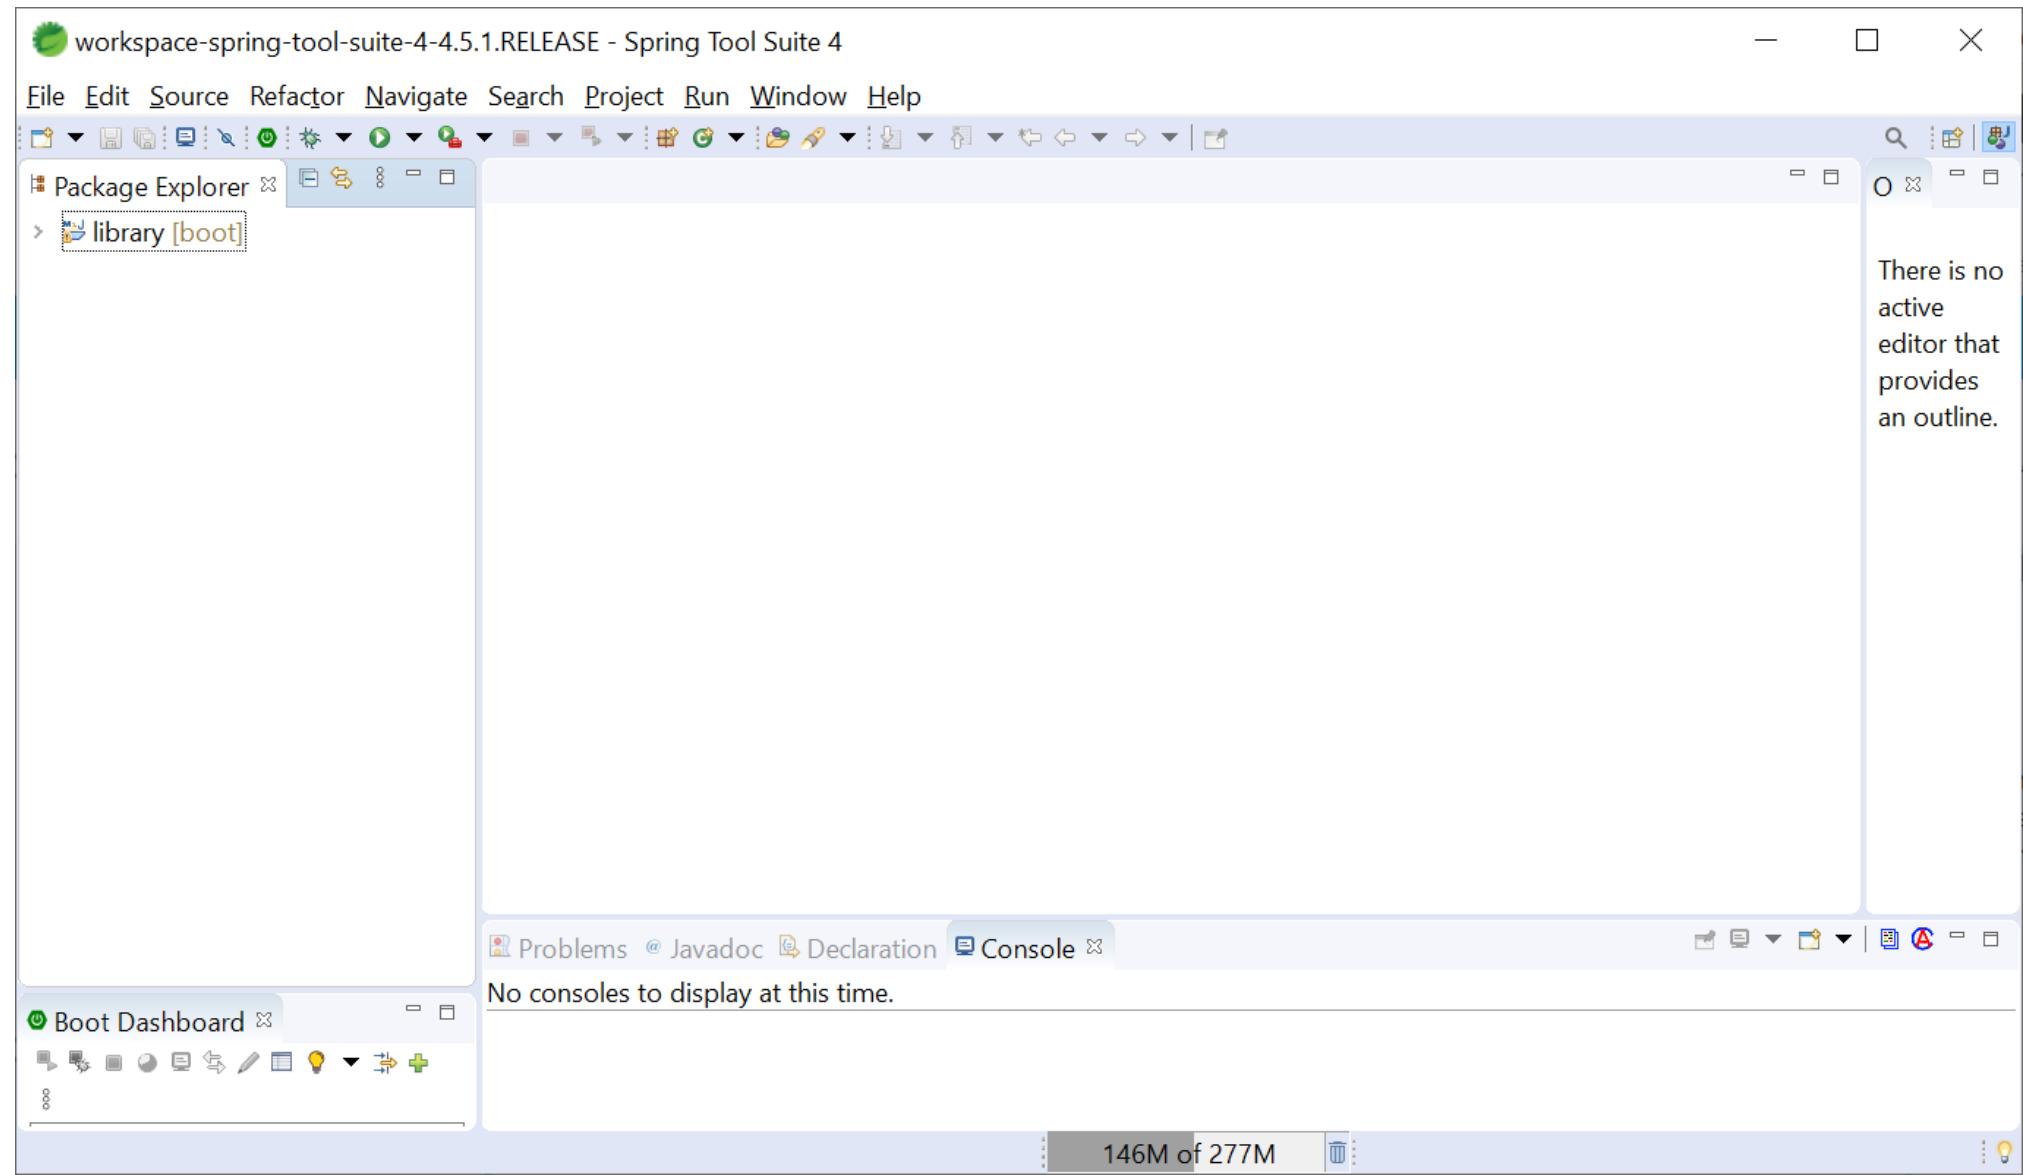 workspace-spring-tool-suite-4-4.5.1.RELEASE - Spring Tool Suite 4
File Edit Source Refactor Navigate Search Project Run Window Help
Package Explorer
library [boot]
O
There is no
active
editor that
provides
an outline.
Problems @ Javadoc Declaration Console
No consoles to display at this time.
Boot Dashboard
146M of 277M